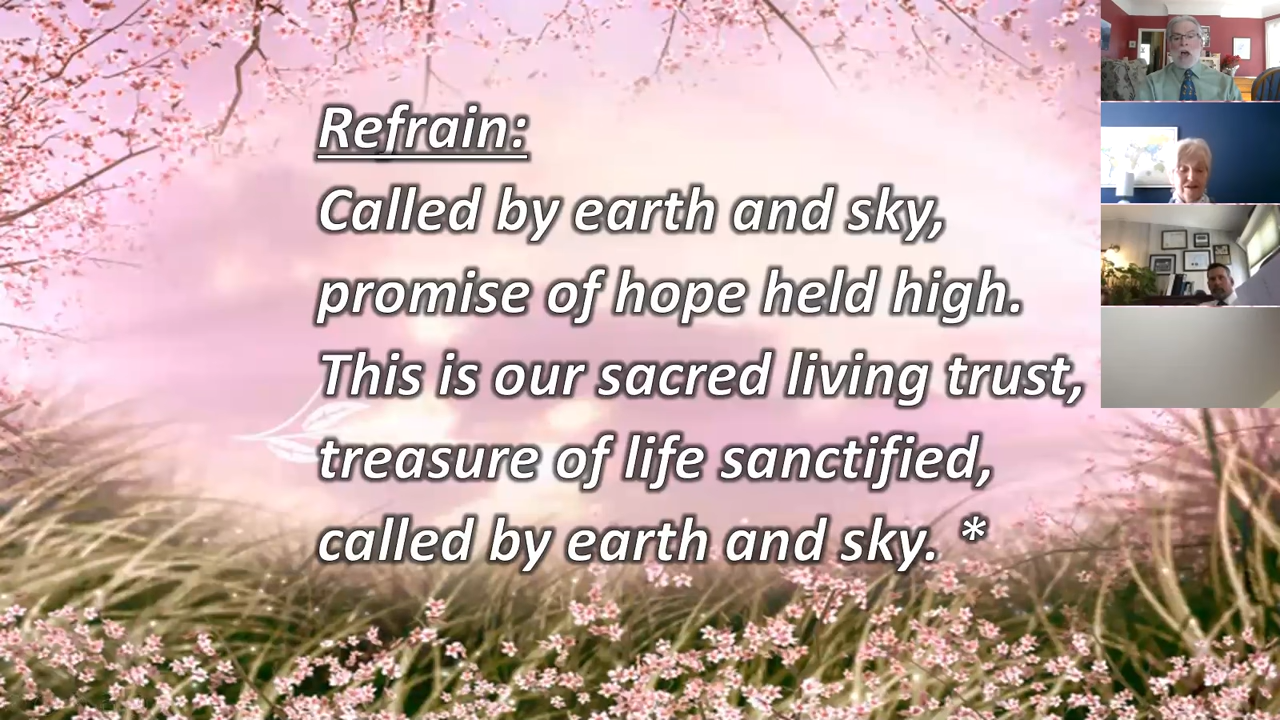 Refrain:
Called by earth and sky,
promise of hope held high.
This is our sacred living trust,
treasure of life sanctified,
called by earth and sky. *